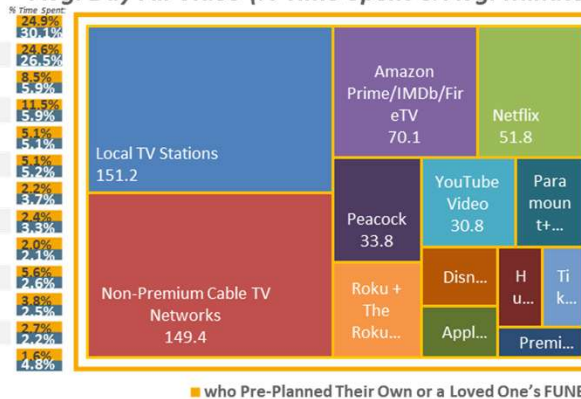 % Time Spent:
24.9%
30.1%
24.6%
26.5%
8.5%
5.9%
11.5%
5.9%
5.1%
5.1%
5.1%
5.2%
2.2%
3.7%
2.4%
3.3%
2.0%
2.1%
5.6%
2.6%
3.8%
2.5%
2.7%
2.2%
1.6%
4.8%
Local TV Stations
151.2
Non-Premium Cable TV
Networks
149.4
Amazon
Prime/IMDb/Fir
eTV
70.1
Netflix
51.8
Peacock
33.8
YouTube
Video
30.8
Para
moun
t+...
Roku +
The
Roku...
Disn...
H
u...
Ti
k...
Appl...
Premi...
who Pre-Planned Their Own or a Loved One's FUNE